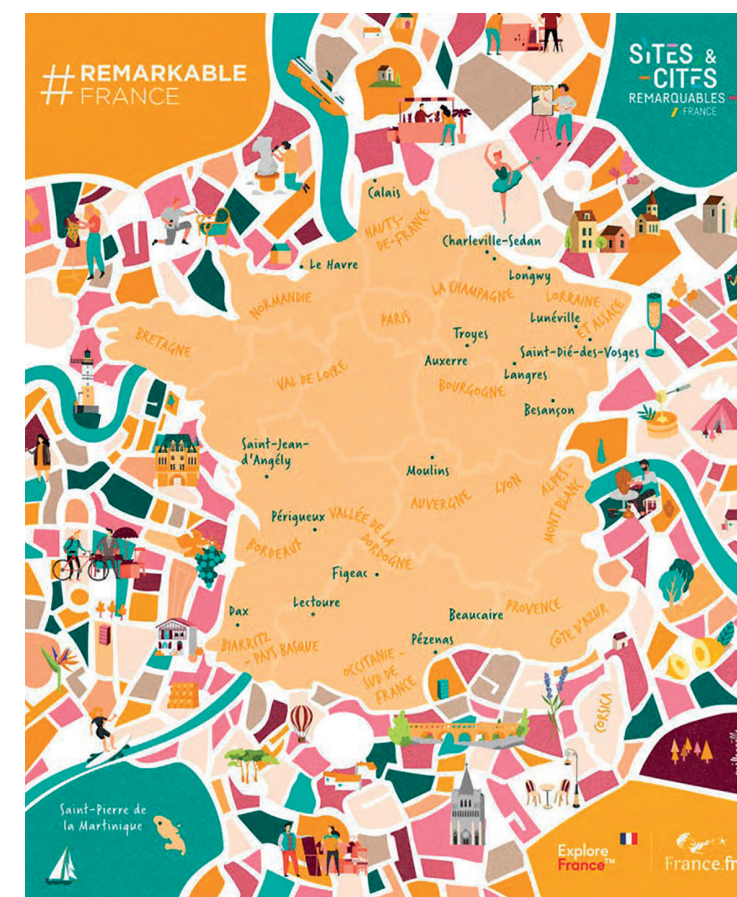 # REMARKABLE
FRANCE
SITES &
CITES
REMARQUABLES
/ FRANCE
Calais
HAUTS-
DE-FRANCE
Charleville-Sedan
Le Havre
Longwy
NORMANDIE
LA CHAMPAGNE
LORRAINE
ET ALSACE
PARIS
Lunéville
BRETAGNE
Troyes
Saint-Dié-des-Vosges
Auxerre
Langres
VAL DE LOIRE
BOURGOGNE
Besançon
Saint-Jean-
d'Angély
Moulins
AUVERGNE
LYON
ALPES -
MONT BLANC
Périgueux
VALLÉE DE LA
DORDOGNE
BORDEAUX
Figeac
Dax
Lectoure
Beaucaire
PROVENCE
CÔTE D'AZUR
Pézenas
BIARRITZ
- PAYS BASQUE
OCCITANIE -
SUD DE
FRANCE
CORSICA
Saint-Pierre de
la Martinique
Explore
France™
France.fr